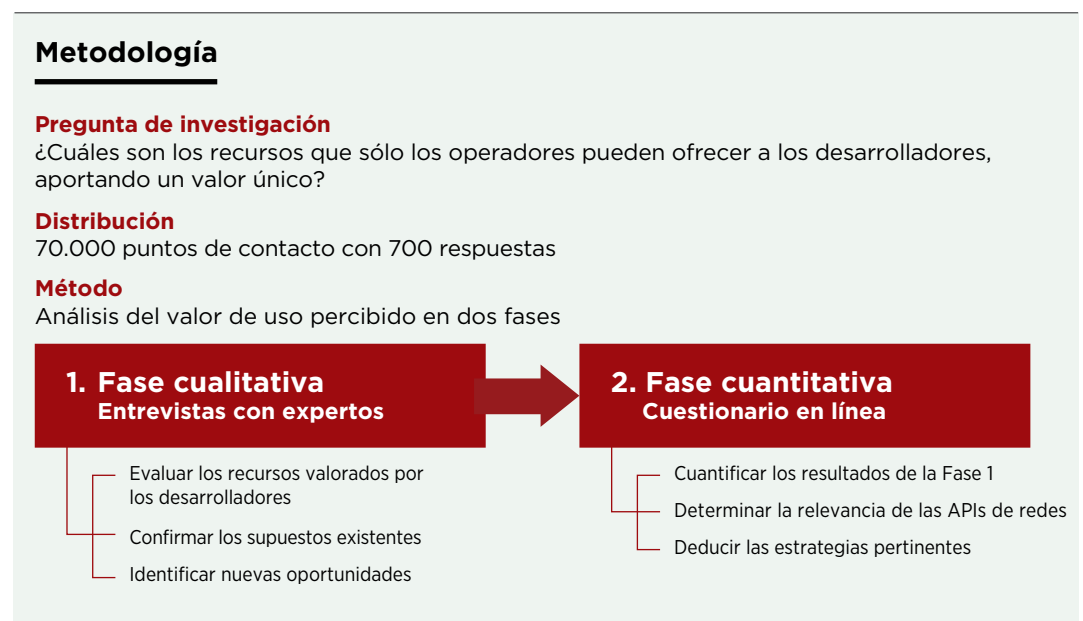 Metodología
Pregunta de investigación
¿Cuáles son los recursos que sólo los operadores pueden ofrecer a los desarrolladores,
aportando un valor único?
Distribución
70.000 puntos de contacto con 700 respuestas
Método
Análisis del valor de uso percibido en dos fases
1. Fase cualitativa
Entrevistas con expertos
Evaluar los recursos valorados por
los desarrolladores
Confirmar los supuestos existentes
Identificar nuevas oportunidades
2. Fase cuantitativa
Cuestionario en línea
Cuantificar los resultados de la Fase 1
Determinar la relevancia de las APIs de redes
Deducir las estrategias pertinentes